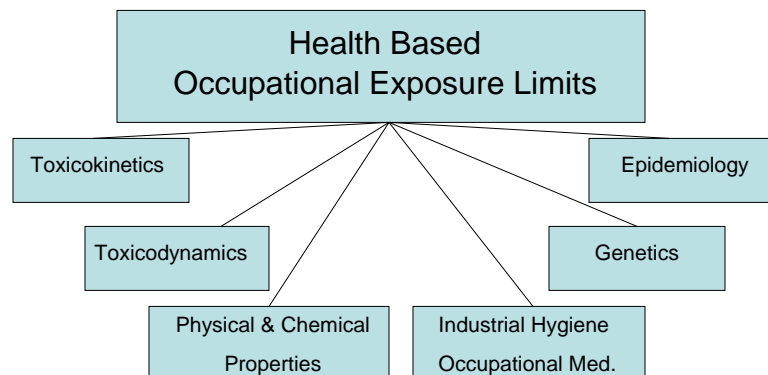 Health Based
Occupational Exposure Limits
Toxicokinetics
Epidemiology
Toxicodynamics
Genetics
Physical & Chemical
Properties
Industrial Hygiene
Occupational Med.